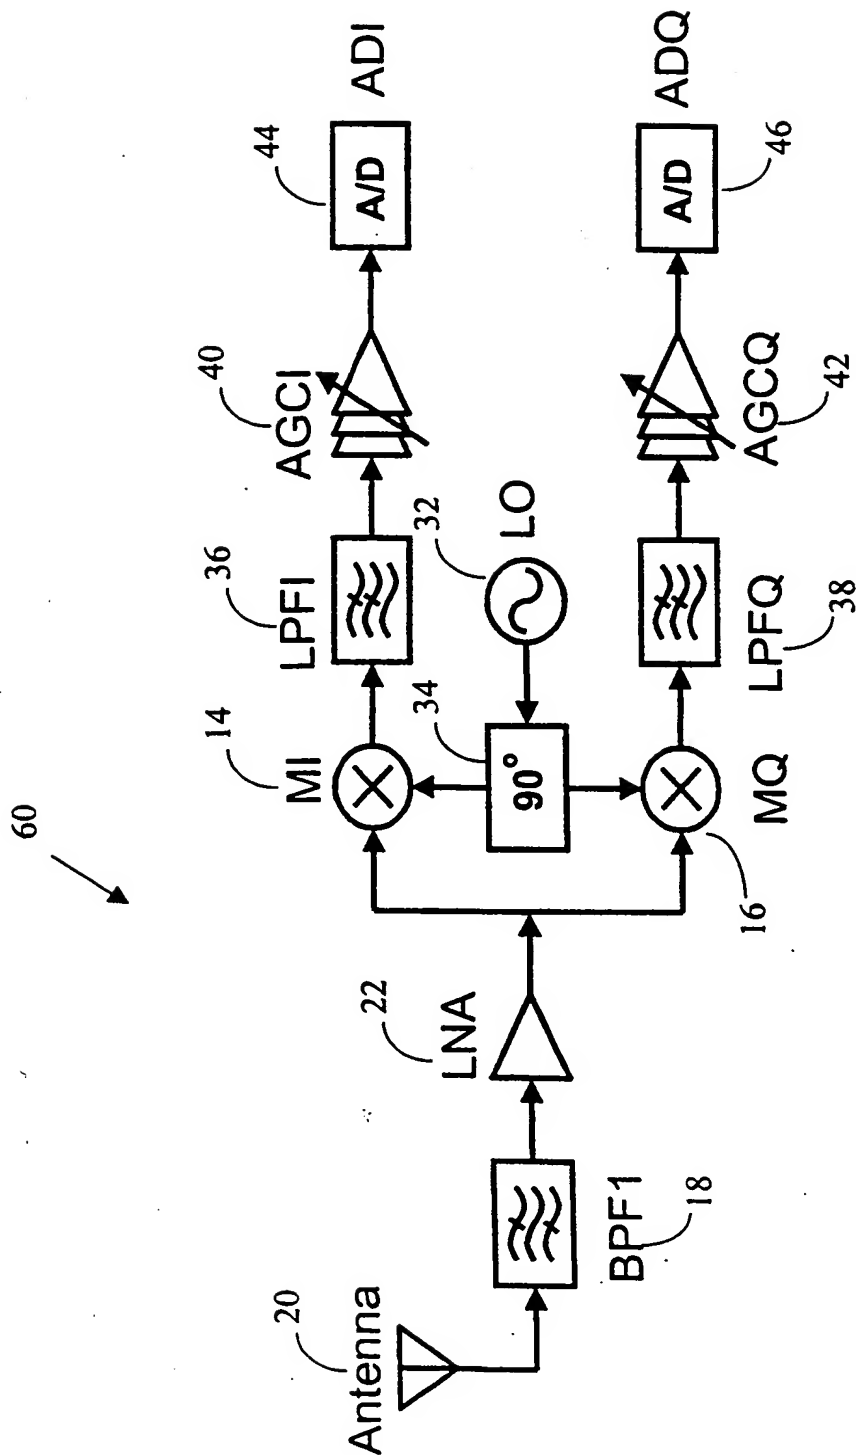 60
Antenna
20
BPF1
18
LNA
22
MI
14
MQ
16
90°
34
LO
32
LPFI
36
LPFQ
38
AGCI
40
AGCQ
42
A/D
44
ADI
A/D
46
ADQ